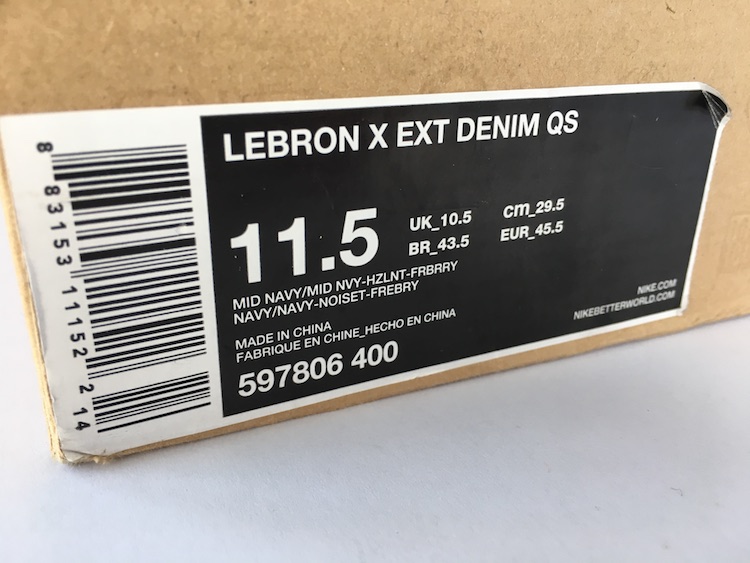 LEBRON X EXT DENIM QS
11.5
UK_10.5 cm_29.5
BR_43.5 EUR_45.5
MID NAVY/MID NVY-HZLNT-FRBRRY
NAVY/NAVY-NOISET-FREBRY
MADE IN CHINA
FABRIQUE EN CHINE_HECHO EN CHINA
597806 400
NIKE.COM
NIKEBETTERWORLD.COM
8 83153 11152 2 14